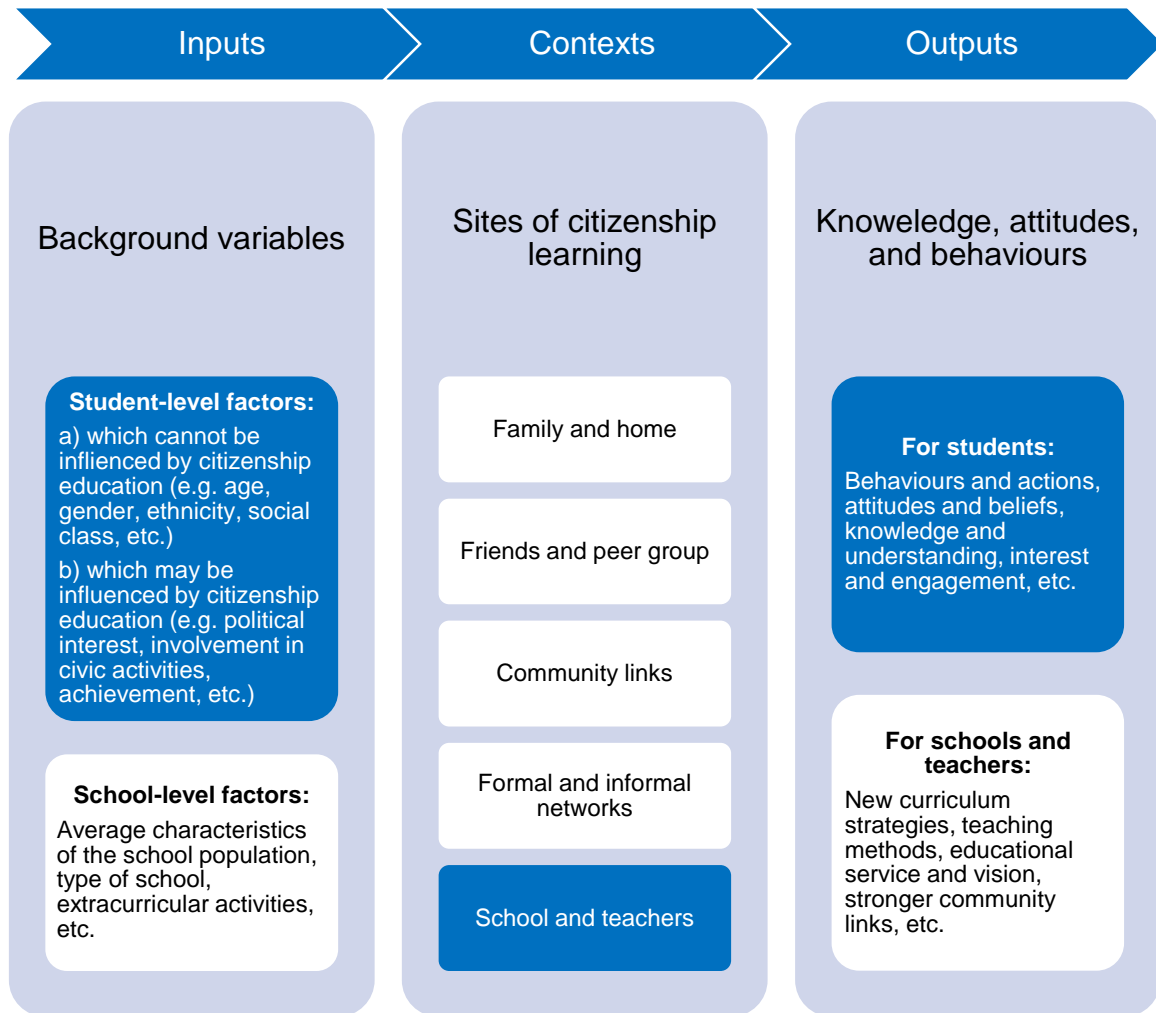 Inputs
Contexts
Outputs
Background variables
Student-level factors:
a) which cannot be
inflienced by citizenship
education (e.g. age,
gender, ethnicity, social
class, etc.)
b) which may be
influenced by citizenship
education (e.g. political
interest, involvement in
civic activities,
achievement, etc.)
School-level factors:
Average characteristics
of the school population,
type of school,
extracurricular activities,
etc.
Sites of citizenship
learning
Family and home
Friends and peer group
Community links
Formal and informal
networks
School and teachers
Knoweledge, attitudes,
and behaviours
For students:
Behaviours and actions,
attitudes and beliefs,
knowledge and
understanding, interest
and engagement, etc.
For schools and
teachers:
New curriculum
strategies, teaching
methods, educational
service and vision,
stronger community
links, etc.